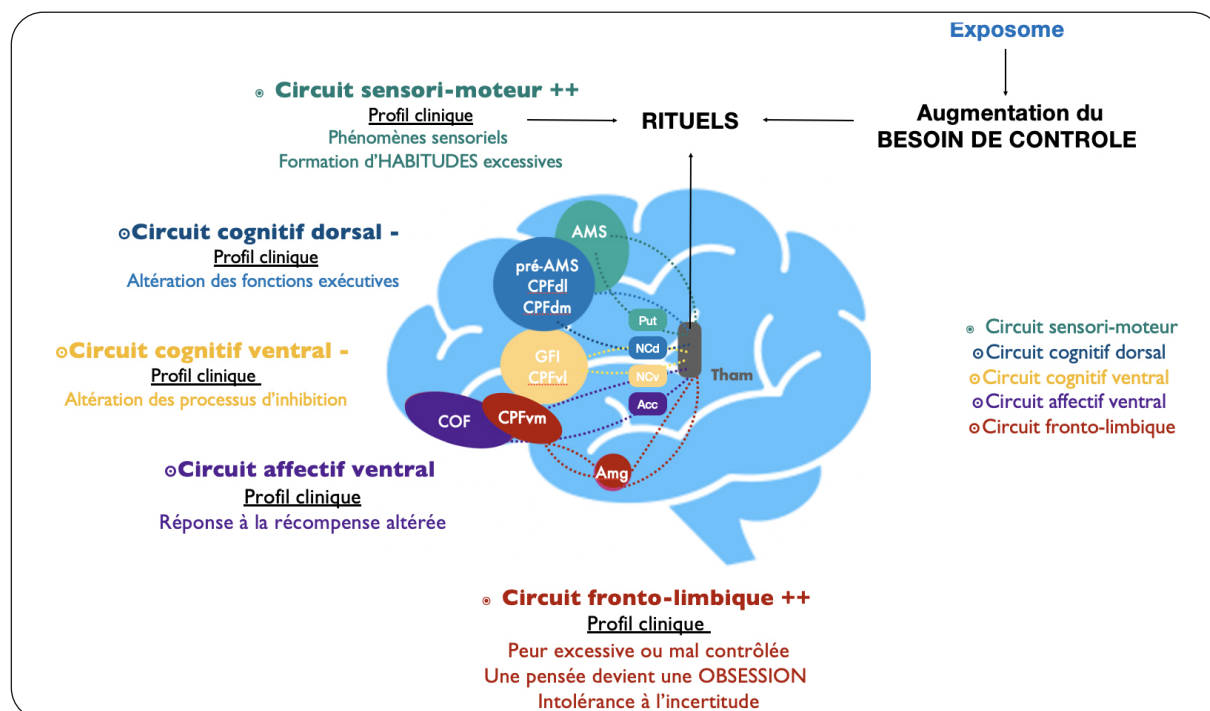 Exposome
Augmentation du
BESOIN DE CONTROLE
RITUELS
Circuit sensori-moteur ++
Profil clinique
Phénomènes sensoriels
Formation d'HABITUDES excessives
Circuit cognitif dorsal -
Profil clinique
Altération des fonctions exécutives
Circuit cognitif ventral -
Profil clinique
Altération des processus d'inhibition
Circuit affectif ventral
Profil clinique
Réponse à la récompense altérée
AMS
pré-AMS
CPFdl
CPFdm
GFI
CPFvl
COF
CPFvm
Put
NCd
NCv
Acc
Tham
Amg
Circuit sensori-moteur
Circuit cognitif dorsal
Circuit cognitif ventral
Circuit affectif ventral
Circuit fronto-limbique
Circuit fronto-limbique ++
Profil clinique
Peur excessive ou mal contrôlée
Une pensée devient une OBSESSION
Intolérance à l'incertitude